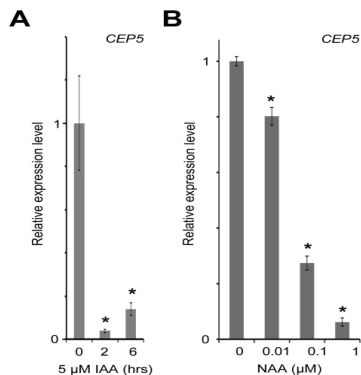 A
CEP5
Relative expression level
1
0
*
*
0 2 6
5 µM IAA (hrs)
B
CEP5
Relative expression level
1
0
*
*
*
0 0.01 0.1 1
NAA (µM)